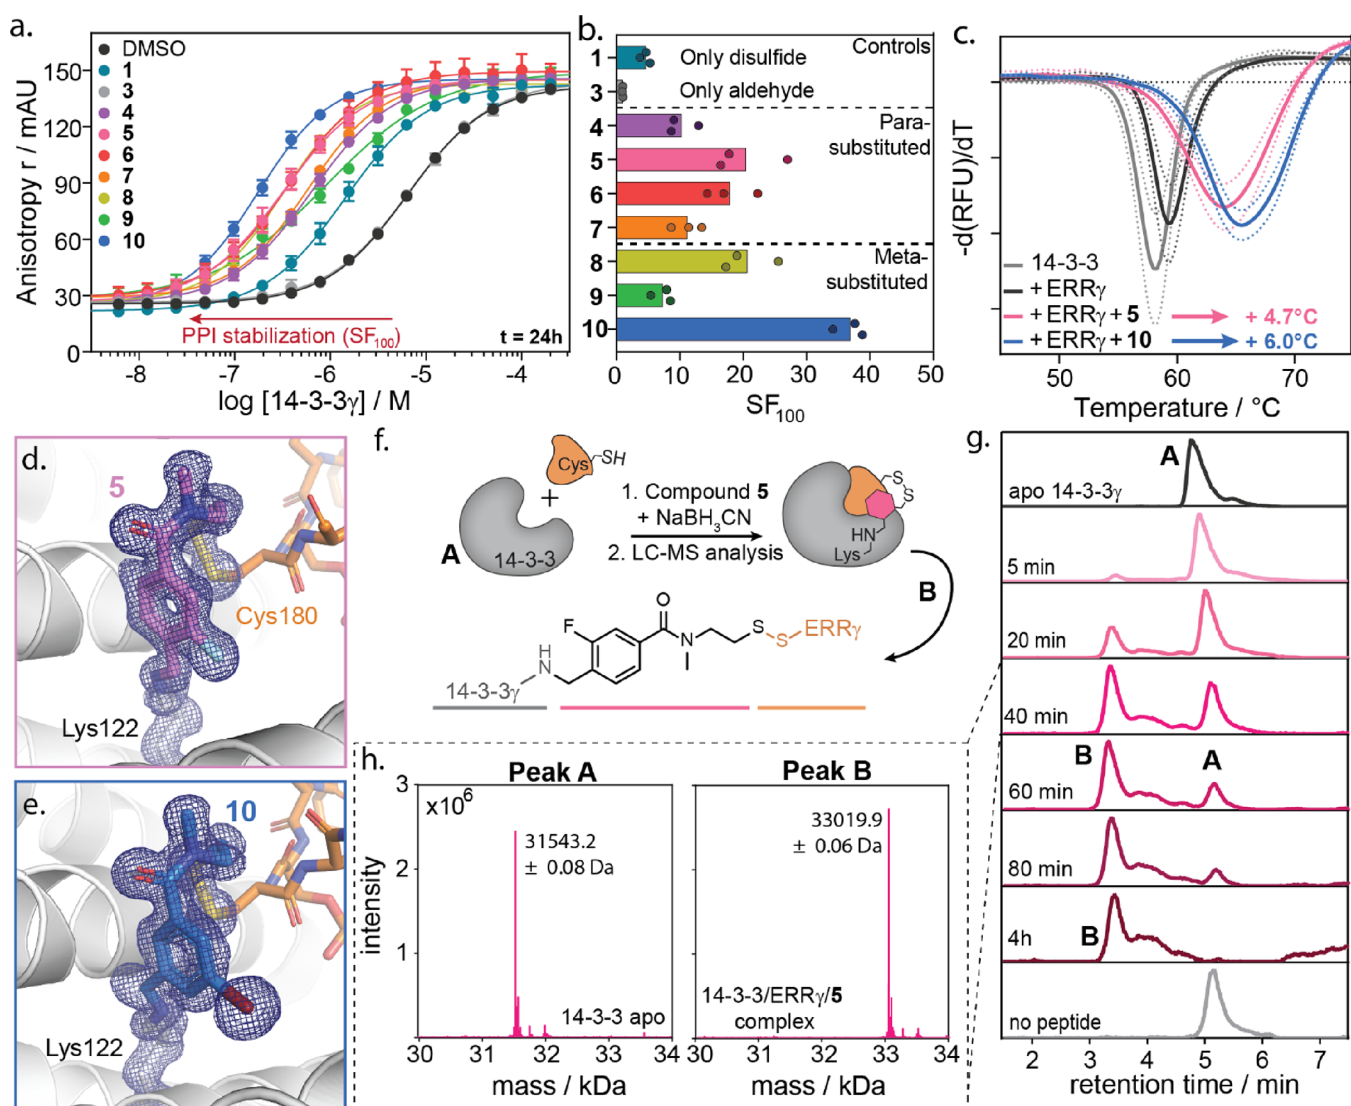 a.
Anisotropy r / mAU
150
120
90
60
30
0
DMSO
1
3
4
5
6
7
8
9
10
PPI stabilization (SF100)
t = 24h
-8
-7
-6
-5
-4
log [14-3-3γ] / M
b.
1
3
4
5
6
7
8
9
10
Only disulfide
Controls
Only aldehyde
Para-
substituted
Meta-
substituted
0
10
20
30
40
50
SF100
c.
-d(RFU)/dT
14-3-3
+ERRγ
+ERRγ+5
+ 4.7°C
+ERRγ+10
+ 6.0°C
50
60
70
Temperature / °C
d.
5
Cys180
Lys122
e.
10
Lys122
f.
Cys
-SH
+
A
14-3-3
1. Compound 5
+ NaBH3CN
2. LC-MS analysis
S
S
HN
Lys
B
O
F
H
N
N
S
S
ERRγ
14-3-3γ
g.
A
apo 14-3-3γ
5 min
20 min
40 min
B
A
60 min
80 min
4h
B
no peptide
2
3
4
5
6
7
retention time / min
h.
Peak A
Peak B
3
2
1
x10⁶
intensity
31543.2
± 0.08 Da
14-3-3 apo
33019.9
± 0.06 Da
14-3-3/ERRγ/5
complex
30
31
32
33
34
mass / kDa
30
31
32
33
34
mass / kDa